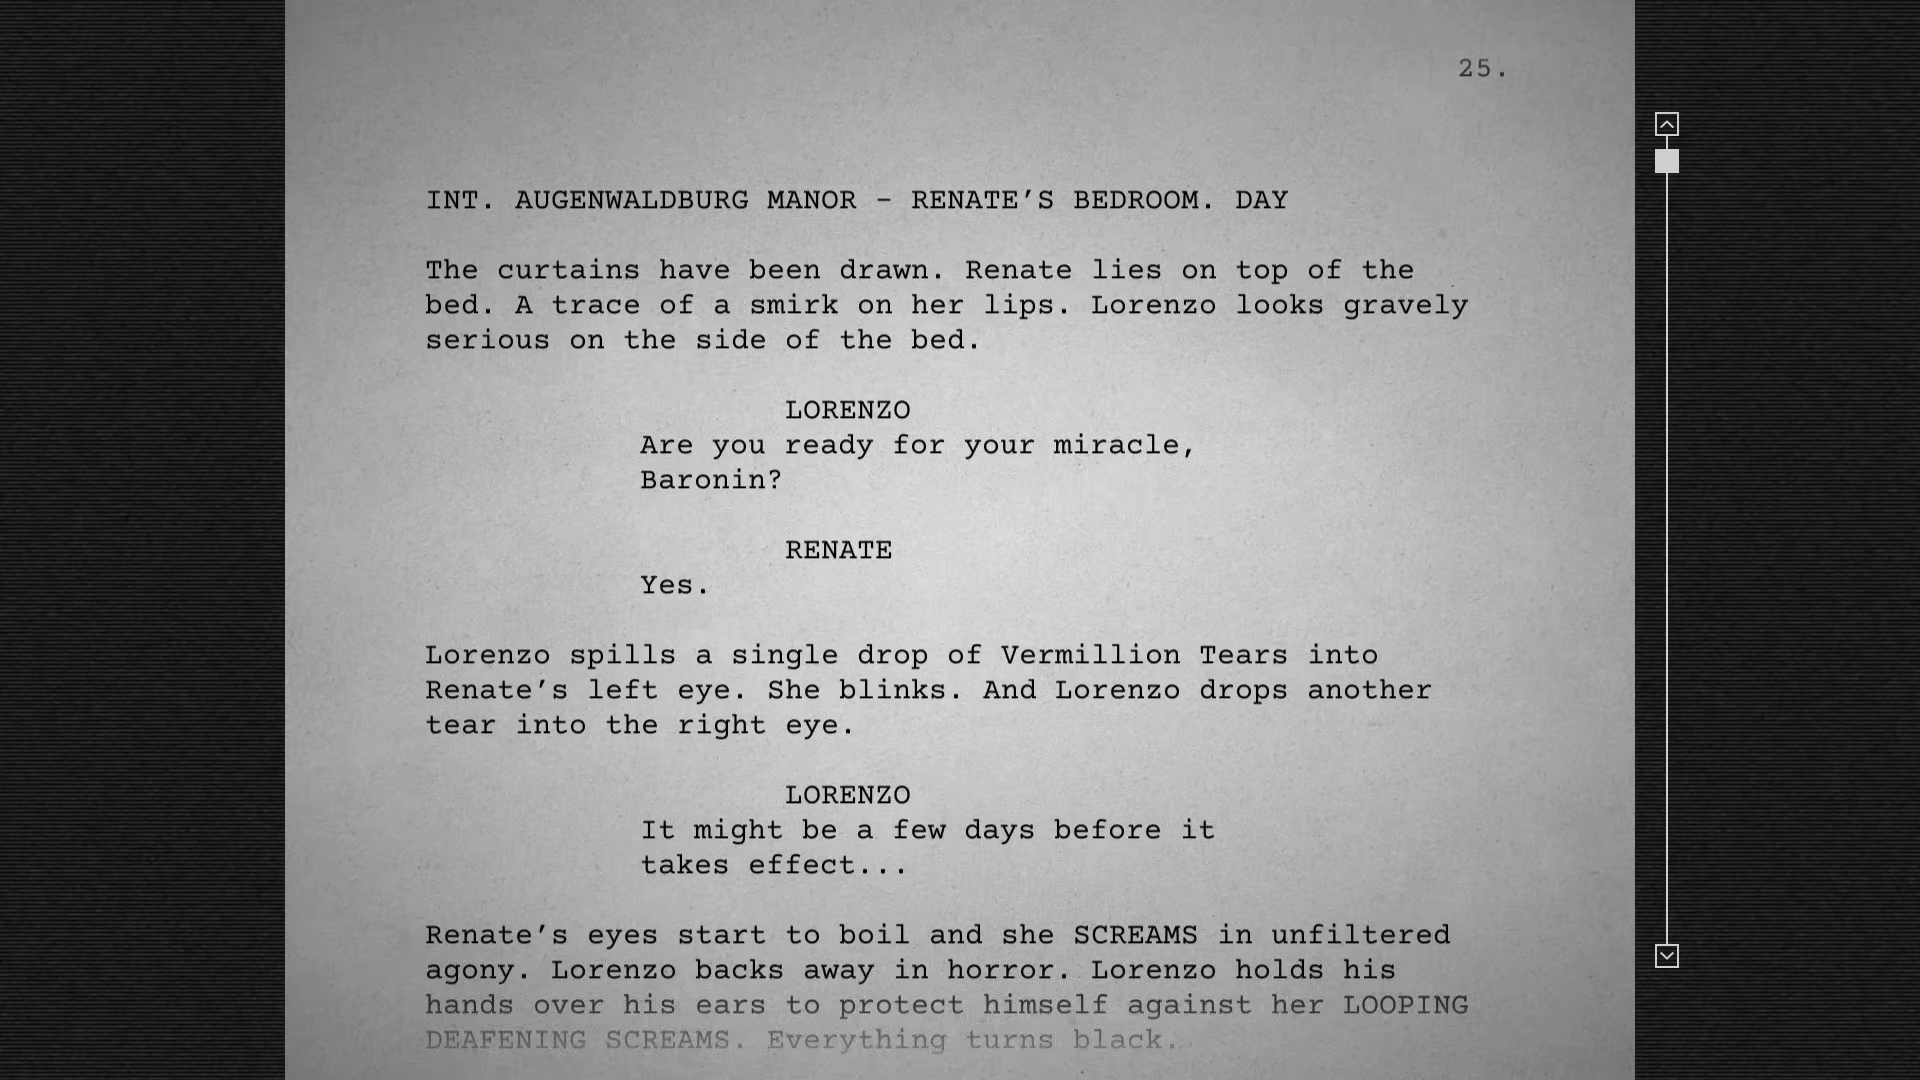 25.
INT. AUGENWALDBURG MANOR – RENATE’S BEDROOM. DAY
The curtains have been drawn. Renate lies on top of the
bed. A trace of a smirk on her lips. Lorenzo looks gravely
serious on the side of the bed.
LORENZO
Are you ready for your miracle,
Baronin?
RENATE
Yes.
Lorenzo spills a single drop of Vermillion Tears into
Renate’s left eye. She blinks. And Lorenzo drops another
tear into the right eye.
LORENZO
It might be a few days before it
takes effect...
Renate’s eyes start to boil and she SCREAMS in unfiltered
agony. Lorenzo backs away in horror. Lorenzo holds his
hands over his ears to protect himself against her LOOPING
DEAFENING SCREAMS. Everything turns black.